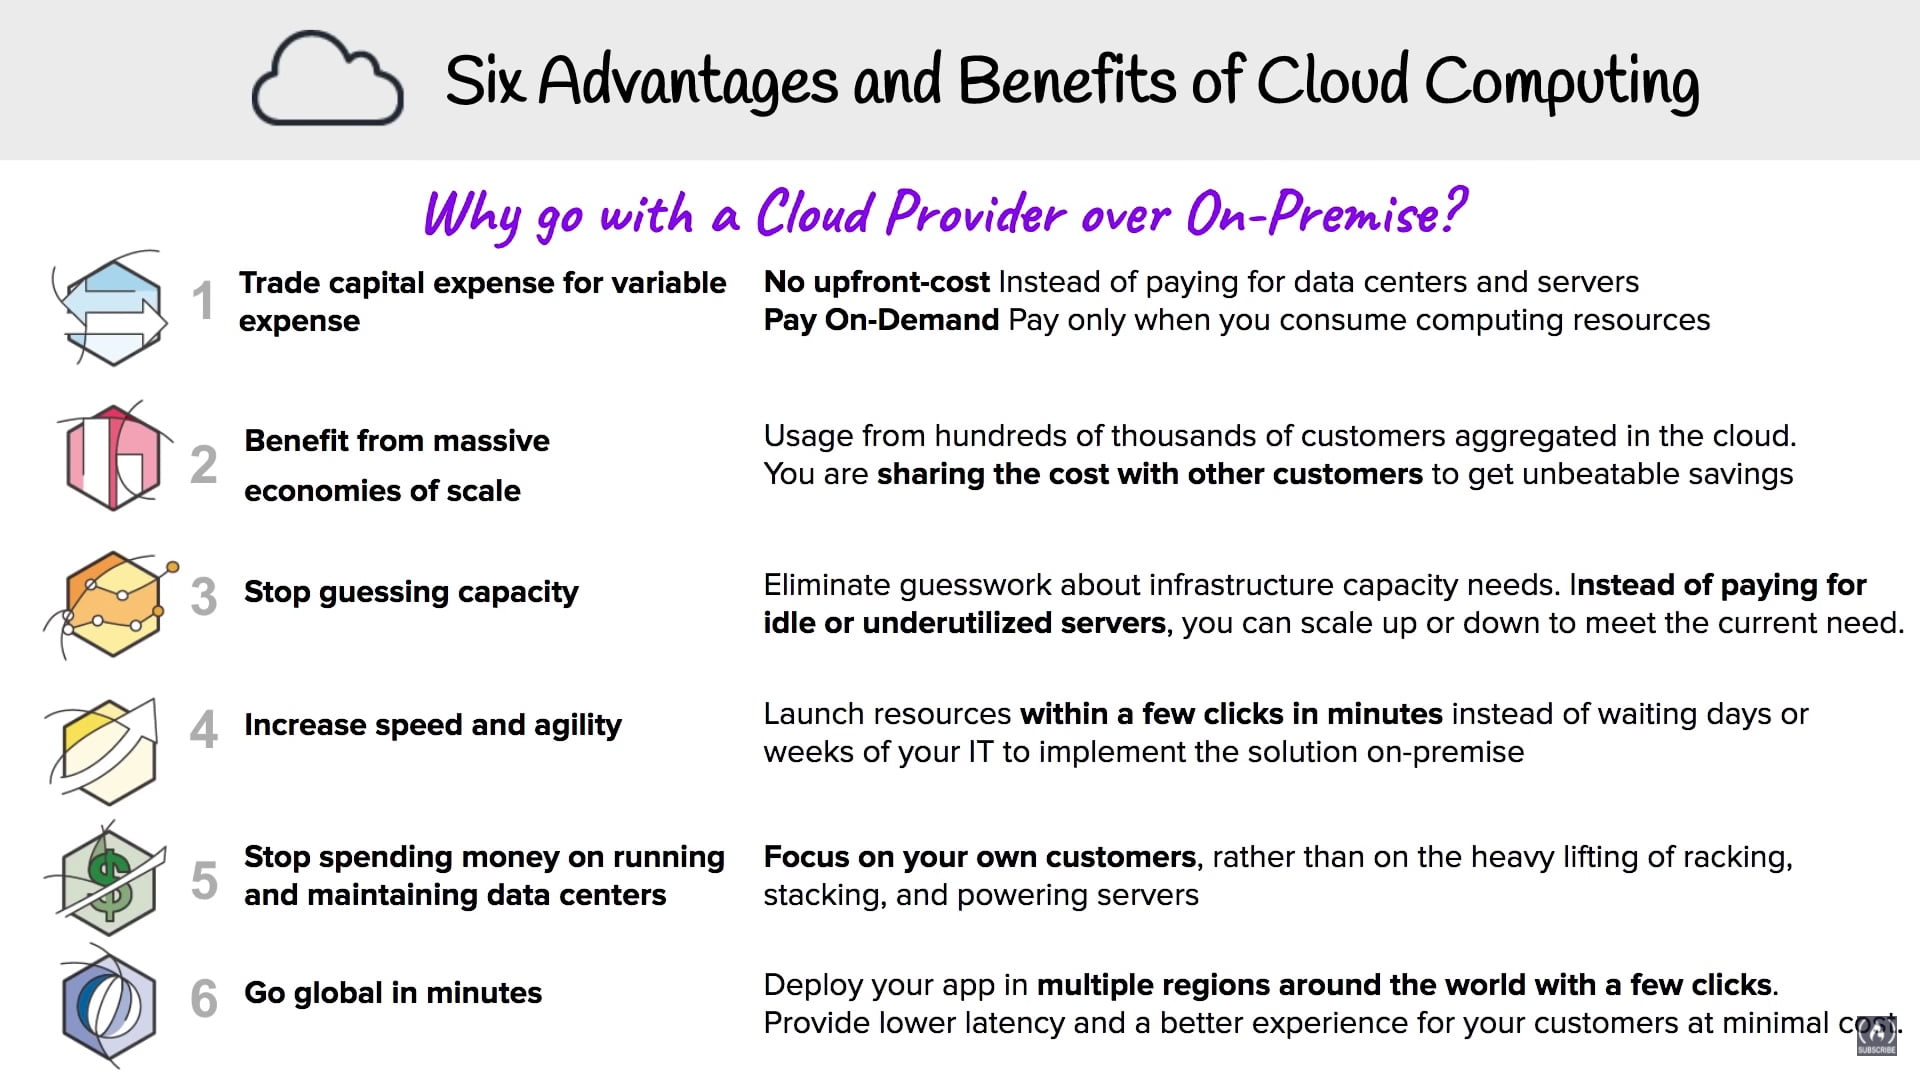 Six Advantages and Benefits of Cloud Computing
Why go with a Cloud Provider over On-Premise?
1
Trade capital expense for variable
expense
No upfront-cost Instead of paying for data centers and servers
Pay On-Demand Pay only when you consume computing resources
2
Benefit from massive
economies of scale
Usage from hundreds of thousands of customers aggregated in the cloud.
You are sharing the cost with other customers to get unbeatable savings
3
Stop guessing capacity
Eliminate guesswork about infrastructure capacity needs. Instead of paying for
idle or underutilized servers, you can scale up or down to meet the current need.
4
Increase speed and agility
Launch resources within a few clicks in minutes instead of waiting days or
weeks of your IT to implement the solution on-premise
5
Stop spending money on running
and maintaining data centers
Focus on your own customers, rather than on the heavy lifting of racking,
stacking, and powering servers
6
Go global in minutes
Deploy your app in multiple regions around the world with a few clicks.
Provide lower latency and a better experience for your customers at minimal cost.
SUBSCRIBE